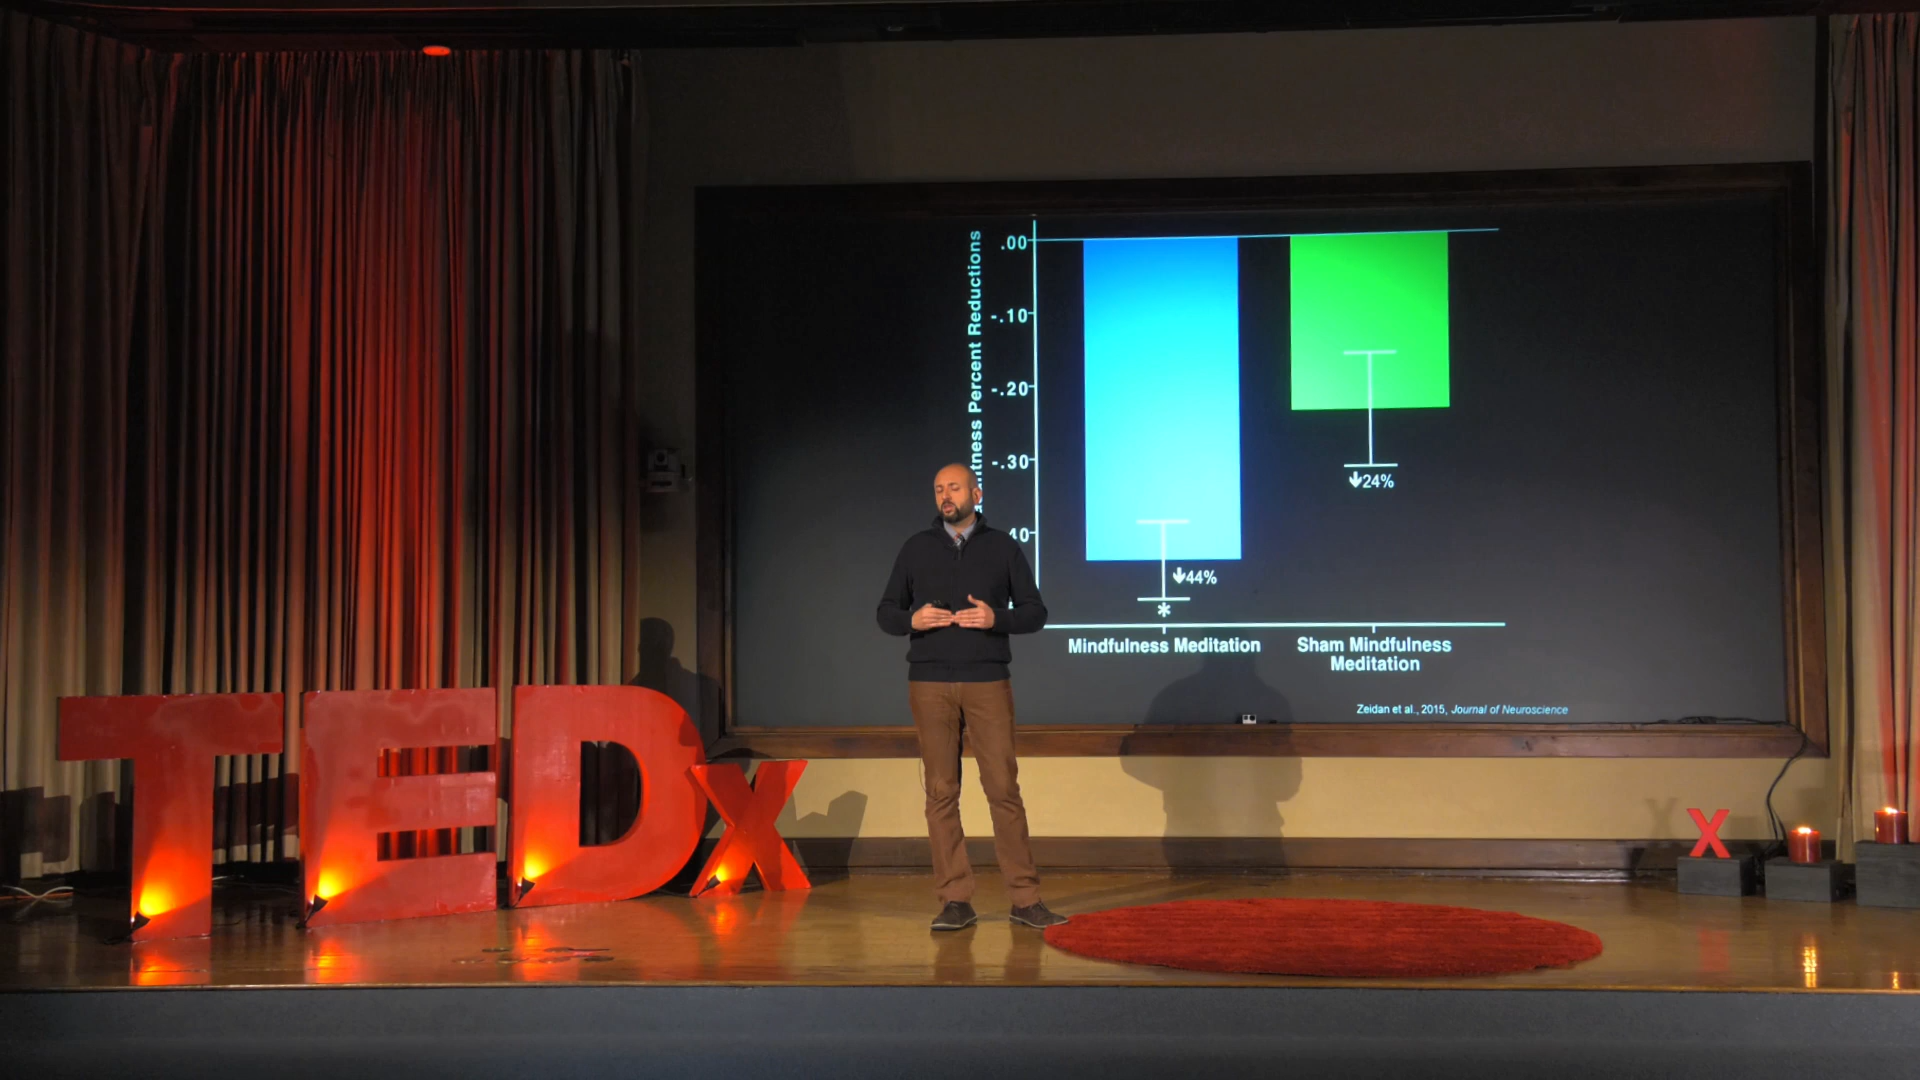 TEDx
Percent Reductions
.00
-.10
-.20
-.30
40
↓44%
*
↓24%
Mindfulness Meditation
Sham Mindfulness
Meditation
Zeidan et al., 2015, Journal of Neuroscience
X